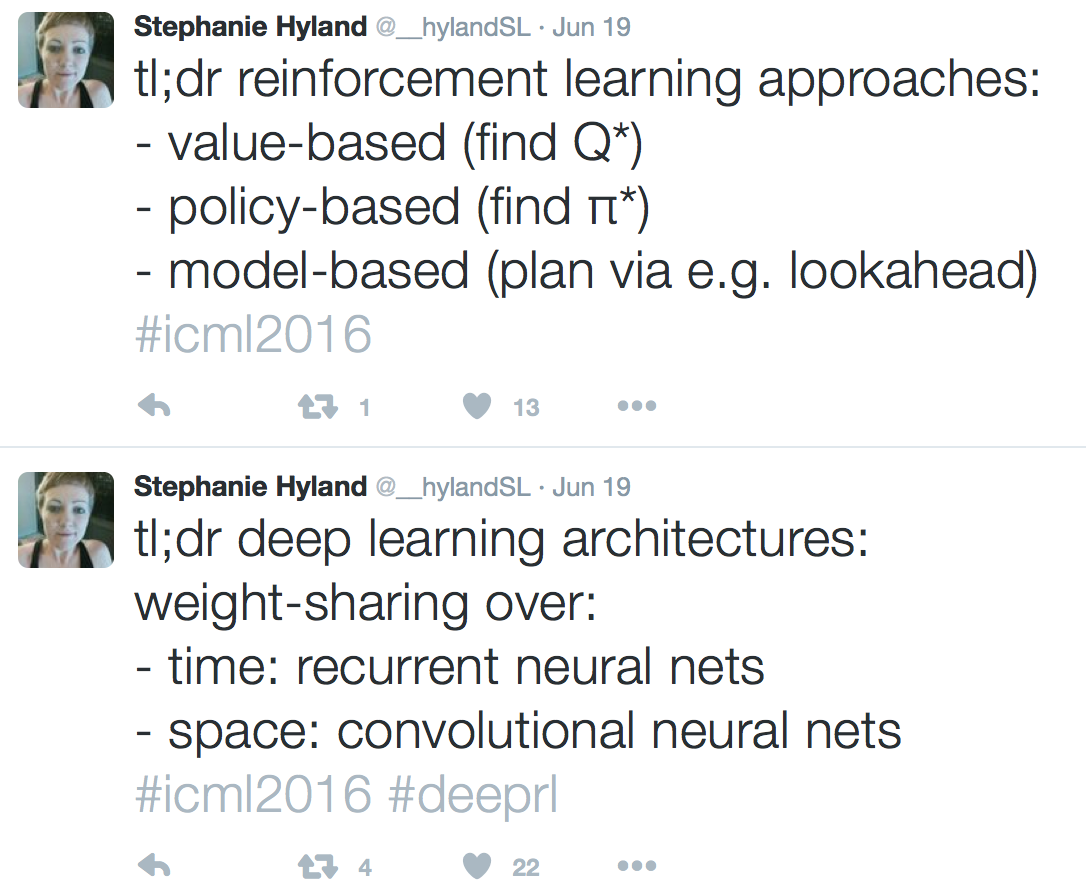 Stephanie Hyland @__hylandSL · Jun 19
tl;dr reinforcement learning approaches:
- value-based (find Q*)
- policy-based (find π*)
- model-based (plan via e.g. lookahead)
#icml2016
1 13
Stephanie Hyland @__hylandSL · Jun 19
tl;dr deep learning architectures:
weight-sharing over:
- time: recurrent neural nets
- space: convolutional neural nets
#icml2016 #deeprl
4 22